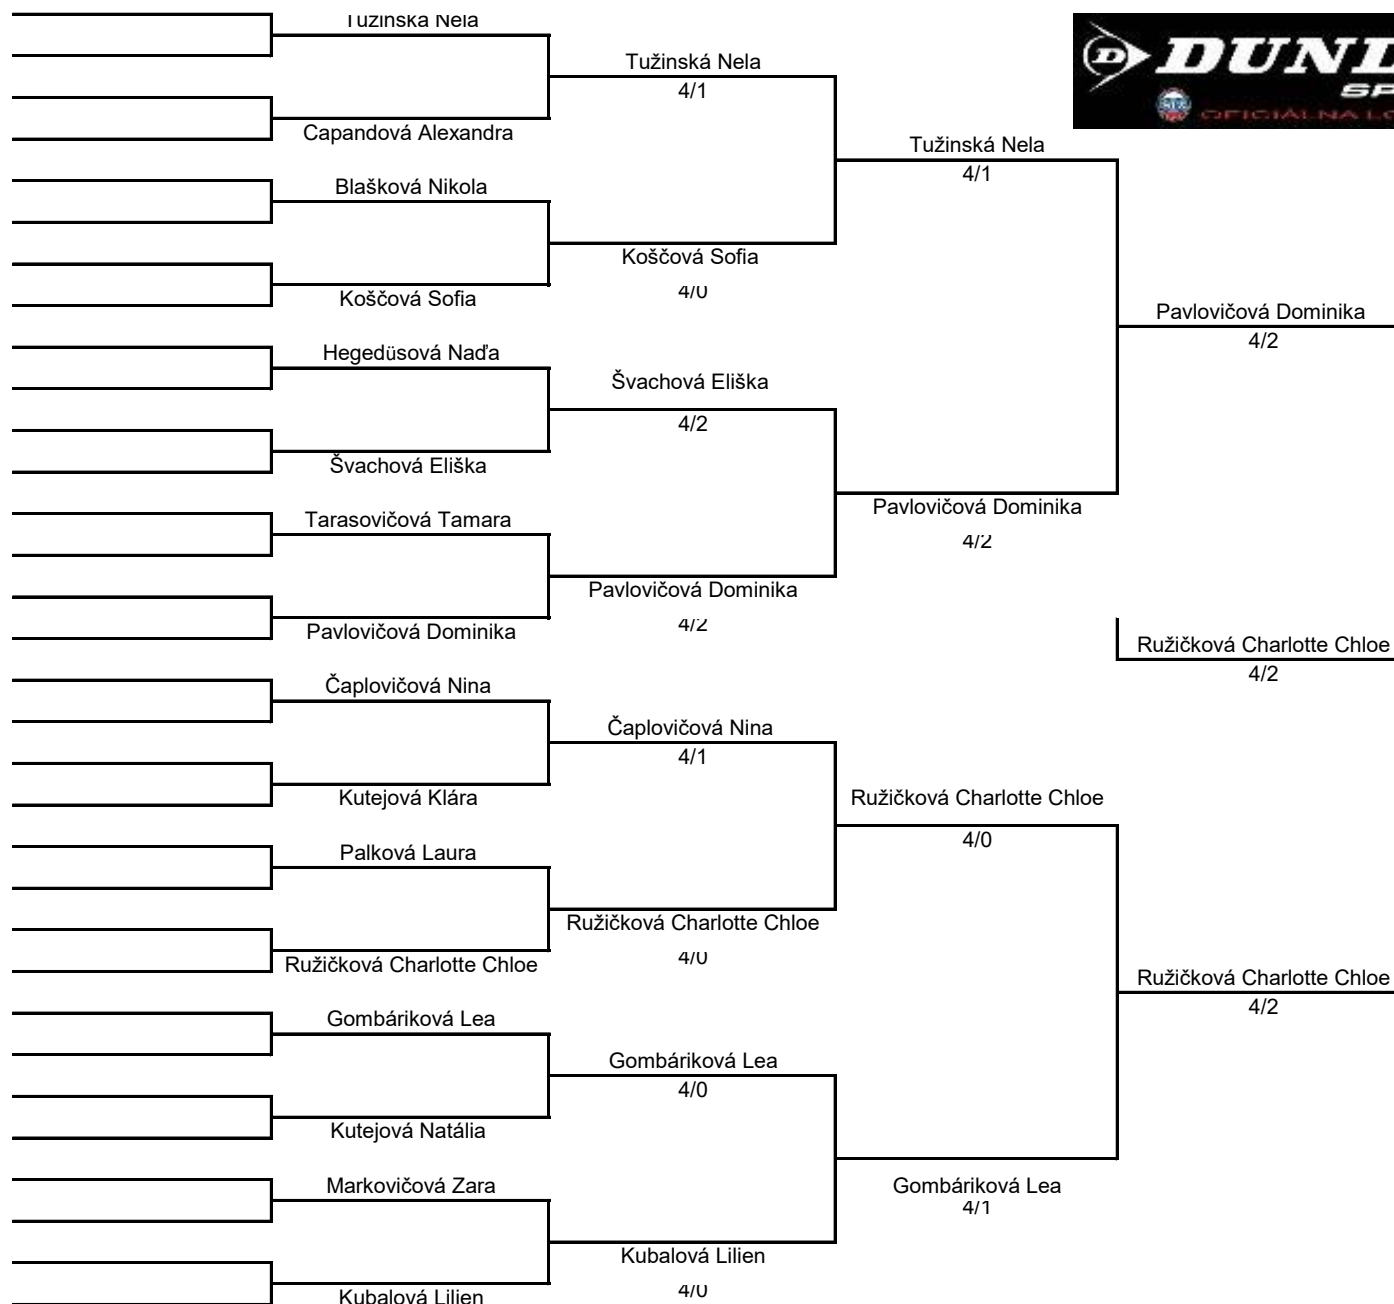 Tužinská Nela
Capandová Alexandra
Blašková Nikola
Koščová Sofia
Hegedüsová Naďa
Švachová Eliška
Tarasovičová Tamara
Pavlovičová Dominika
Čaplovičová Nina
Kutejová Klára
Palková Laura
Ružičková Charlotte Chloe
Gombáriková Lea
Kutejová Natália
Markovičová Zara
Kubalová Lilien
Tužinská Nela
4/1
Koščová Sofia
4/0
Švachová Eliška
4/2
Pavlovičová Dominika
4/2
Čaplovičová Nina
4/1
Ružičková Charlotte Chloe
4/0
Gombáriková Lea
4/0
Kubalová Lilien
4/0
Tužinská Nela
4/1
Pavlovičová Dominika
4/2
Ružičková Charlotte Chloe
4/0
Gombáriková Lea
4/1
DUNL
SP
OFICIÁLNA
Pavlovičová Dominika
4/2
Ružičková Charlotte Chloe
4/2
Ružičková Charlotte Chloe
4/2